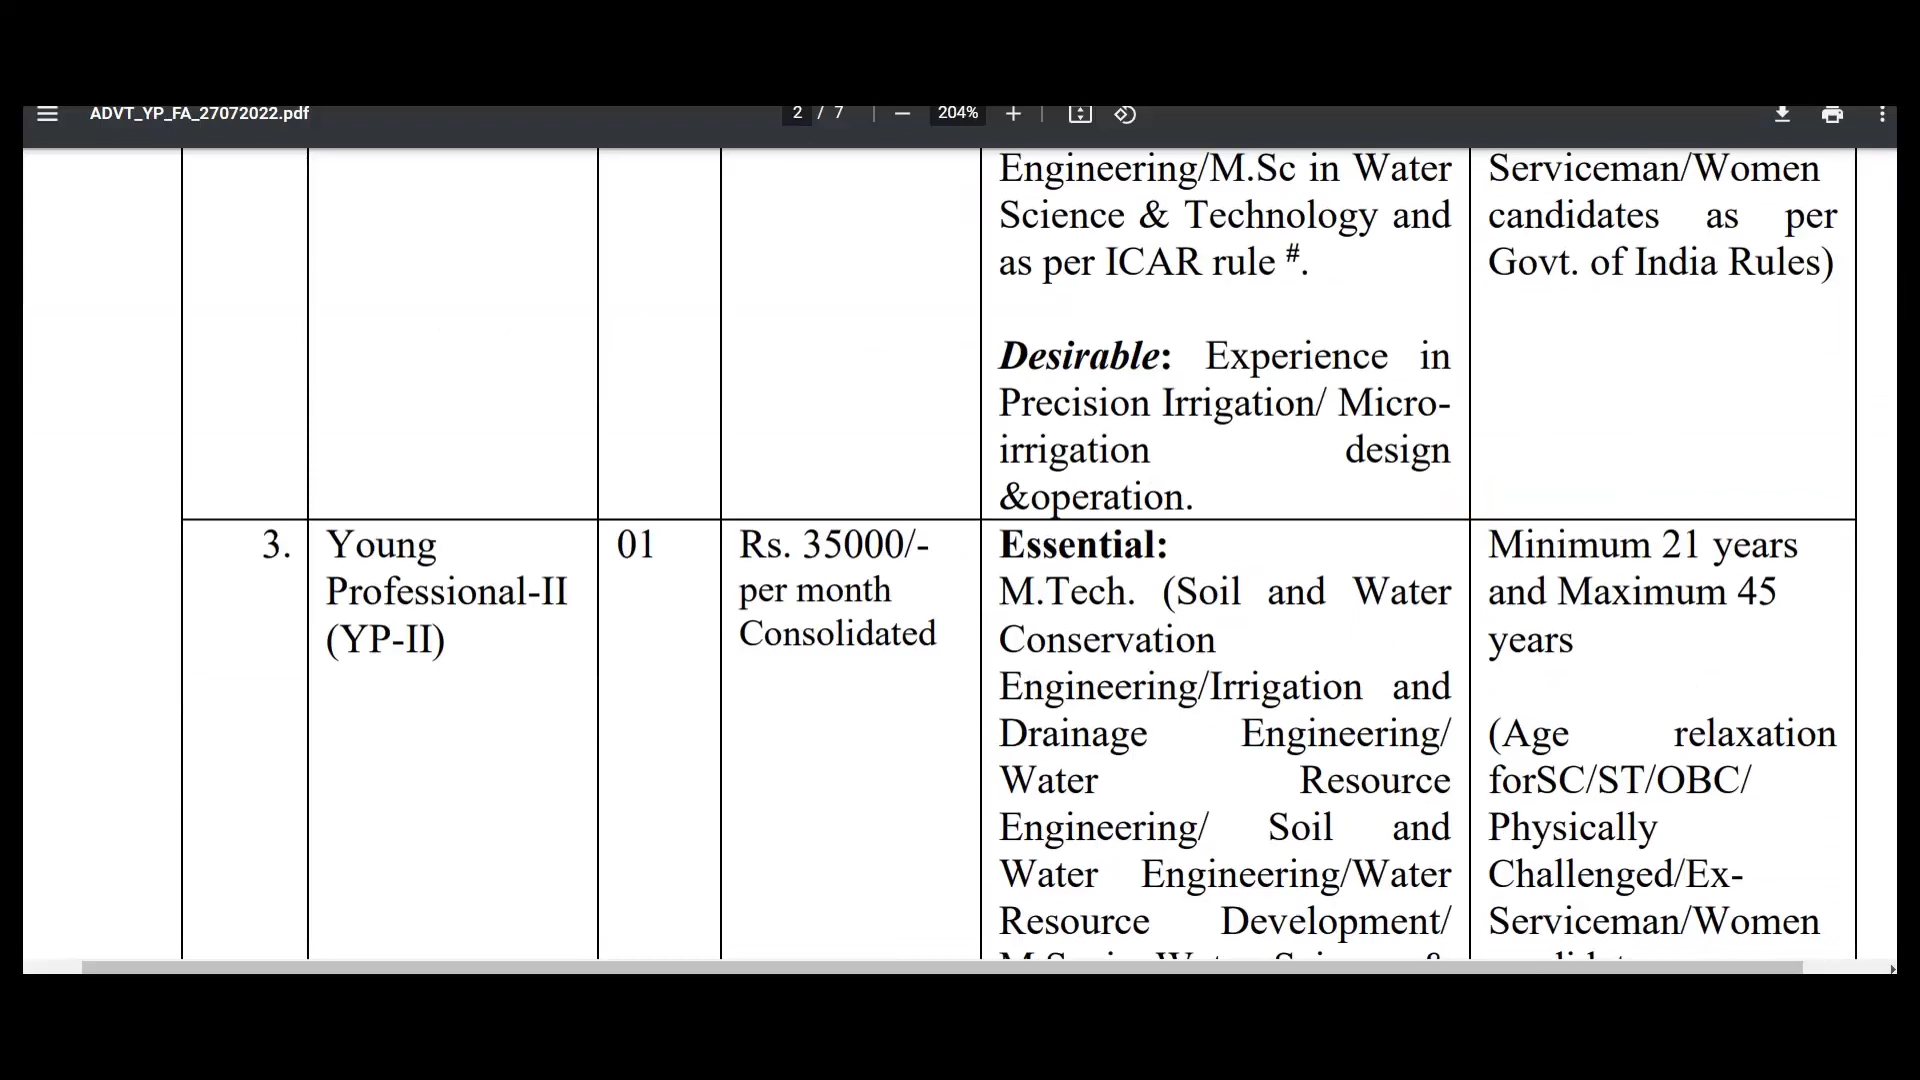 ADVT_YP_FA_27072022.pdf
2 / 7
204%
Engineering/M.Sc in Water
Science & Technology and
as per ICAR rule #.
Desirable: Experience in
Precision Irrigation/ Micro-
irrigation design
&operation.
Serviceman/Women
candidates as per
Govt. of India Rules)
3.
Young
Professional-II
(YP-II)
01
Rs. 35000/-
per month
Consolidated
Essential:
M.Tech. (Soil and Water
Conservation
Engineering/Irrigation and
Drainage Engineering/
Water Resource
Engineering/ Soil and
Water Engineering/Water
Resource Development/
Minimum 21 years
and Maximum 45
years
(Age relaxation
forSC/ST/OBC/
Physically
Challenged/Ex-
Serviceman/Women